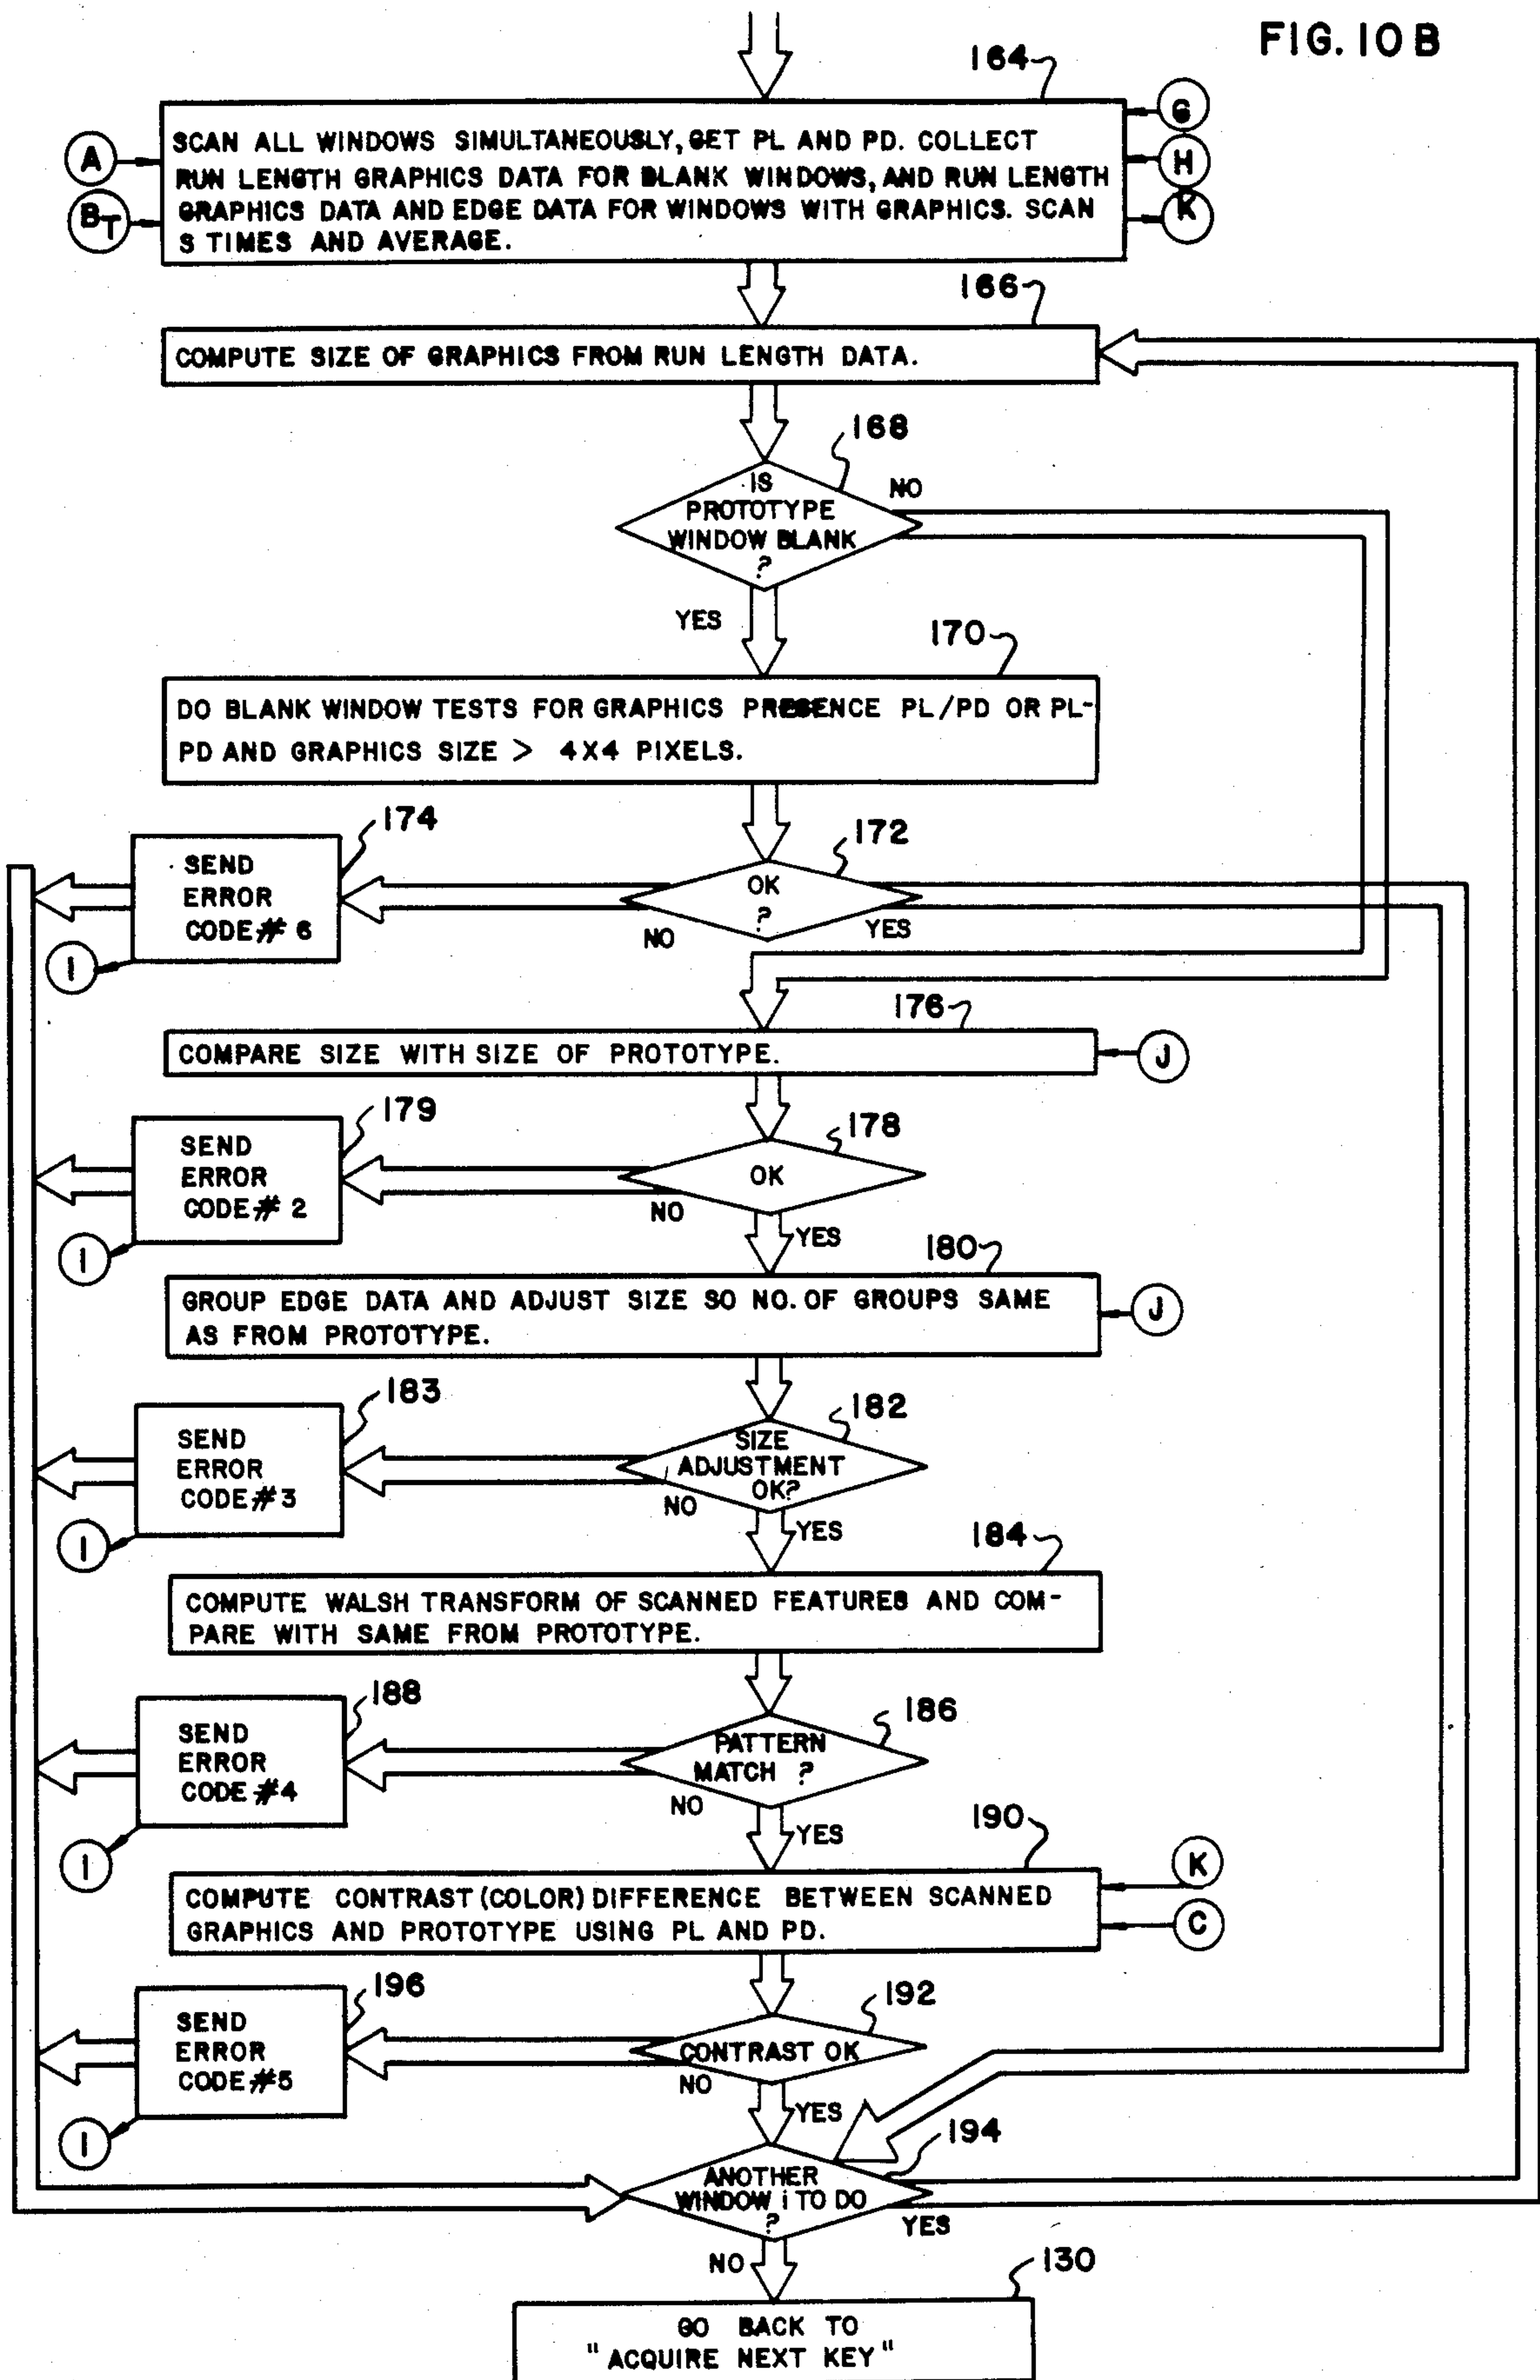 FIG. 10 B
164
G
A
SCAN ALL WINDOWS SIMULTANEOUSLY, GET PL AND PD. COLLECT
RUN LENGTH GRAPHICS DATA FOR BLANK WINDOWS, AND RUN LENGTH
GRAPHICS DATA AND EDGE DATA FOR WINDOWS WITH GRAPHICS. SCAN
S TIMES AND AVERAGE.
H
BT
K
166
COMPUTE SIZE OF GRAPHICS FROM RUN LENGTH DATA.
168
IS
PROTOTYPE
WINDOW BLANK
?
NO
YES
170
DO BLANK WINDOW TESTS FOR GRAPHICS PRESENCE PL/PD OR PL-
PD AND GRAPHICS SIZE > 4X4 PIXELS.
174
SEND
ERROR
CODE # 6
I
172
OK
?
NO
YES
176
COMPARE SIZE WITH SIZE OF PROTOTYPE.
J
179
SEND
ERROR
CODE # 2
I
178
OK
NO
YES
180
GROUP EDGE DATA AND ADJUST SIZE SO NO. OF GROUPS SAME
AS FROM PROTOTYPE.
J
183
SEND
ERROR
CODE #3
I
182
SIZE
ADJUSTMENT
OK?
NO
YES
184
COMPUTE WALSH TRANSFORM OF SCANNED FEATURES AND COM-
PARE WITH SAME FROM PROTOTYPE.
188
SEND
ERROR
CODE #4
I
186
PATTERN
MATCH ?
NO
YES
190
COMPUTE CONTRAST (COLOR) DIFFERENCE BETWEEN SCANNED
GRAPHICS AND PROTOTYPE USING PL AND PD.
K
C
196
SEND
ERROR
CODE #5
I
192
CONTRAST OK
NO
YES
194
ANOTHER
WINDOW i TO DO
?
YES
NO
130
GO BACK TO
"ACQUIRE NEXT KEY"